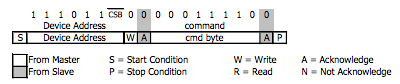 1 1 1 0 1 1 CSB 0 0 0 0 0 1 1 1 1 0 0
Device Address command
S Device Address W A cmd byte A P
From Master S = Start Condition W = Write A = Acknowledge
From Slave P = Stop Condition R = Read N = Not Acknowledge